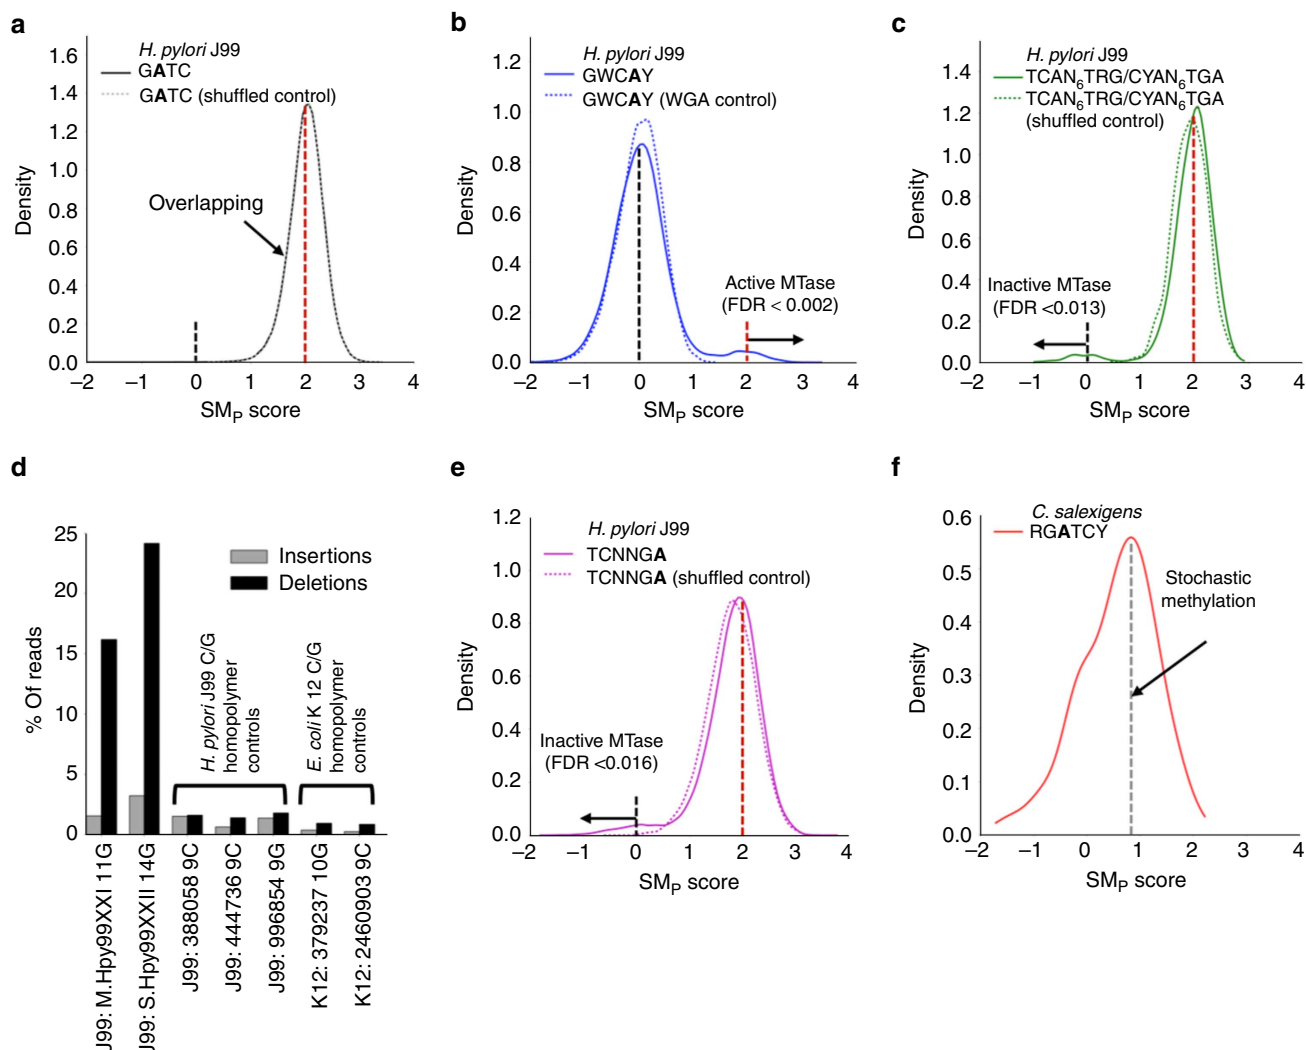 a
H. pylori J99
GATC
GATC (shuffled control)
Overlapping
Density
1.6
1.4
1.2
1.0
0.8
0.6
0.4
0.2
0.0
−2 −1 0 1 2 3 4
SMP score
b
H. pylori J99
GWCAY
GWCAY (WGA control)
Active MTase
(FDR < 0.002)
Density
1.2
1.0
0.8
0.6
0.4
0.2
0.0
−2 −1 0 1 2 3 4
SMP score
c
H. pylori J99
TCAN6TRG/CYAN6TGA
TCAN6TRG/CYAN6TGA
(shuffled control)
Inactive MTase
(FDR <0.013)
Density
1.4
1.2
1.0
0.8
0.6
0.4
0.2
0.0
−2 −1 0 1 2 3 4
SMP score
d
Insertions
Deletions
% Of reads
25
20
15
10
5
0
H. pylori J99 C/G
homopolymer
controls
E. coli K 12 C/G
homopolymer
controls
J99: M.Hpy99XXI 11G
J99: S.Hpy99XXII 14G
J99: 388058 9C
J99: 444736 9C
J99: 996854 9G
K12: 379237 10G
K12: 2460903 9C
e
H. pylori J99
TCNNGA
TCNNGA (shuffled control)
Inactive MTase
(FDR <0.016)
Density
1.2
1.0
0.8
0.6
0.4
0.2
0.0
−2 −1 0 1 2 3 4
SMP score
f
C. salexigens
RGATCY
Stochastic
methylation
Density
0.6
0.5
0.4
0.3
0.2
0.1
0.0
−2 −1 0 1 2 3 4
SMP score